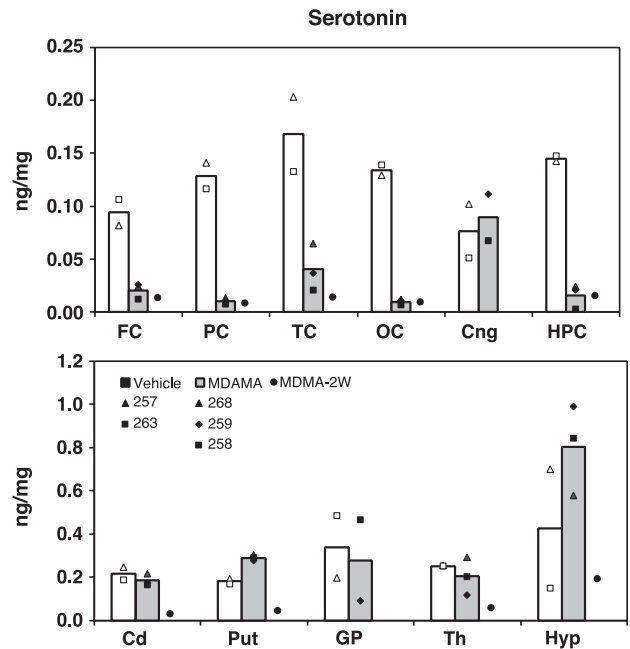 Serotonin
0.25
0.20
0.15
0.10
0.05
0.00
ng/mg
FC PC TC OC Cng HPC
1.2
1.0
0.8
0.6
0.4
0.2
0.0
ng/mg
Vehicle MDAMA MDMA-2W
257 268
263 259
258
Cd Put GP Th Hyp